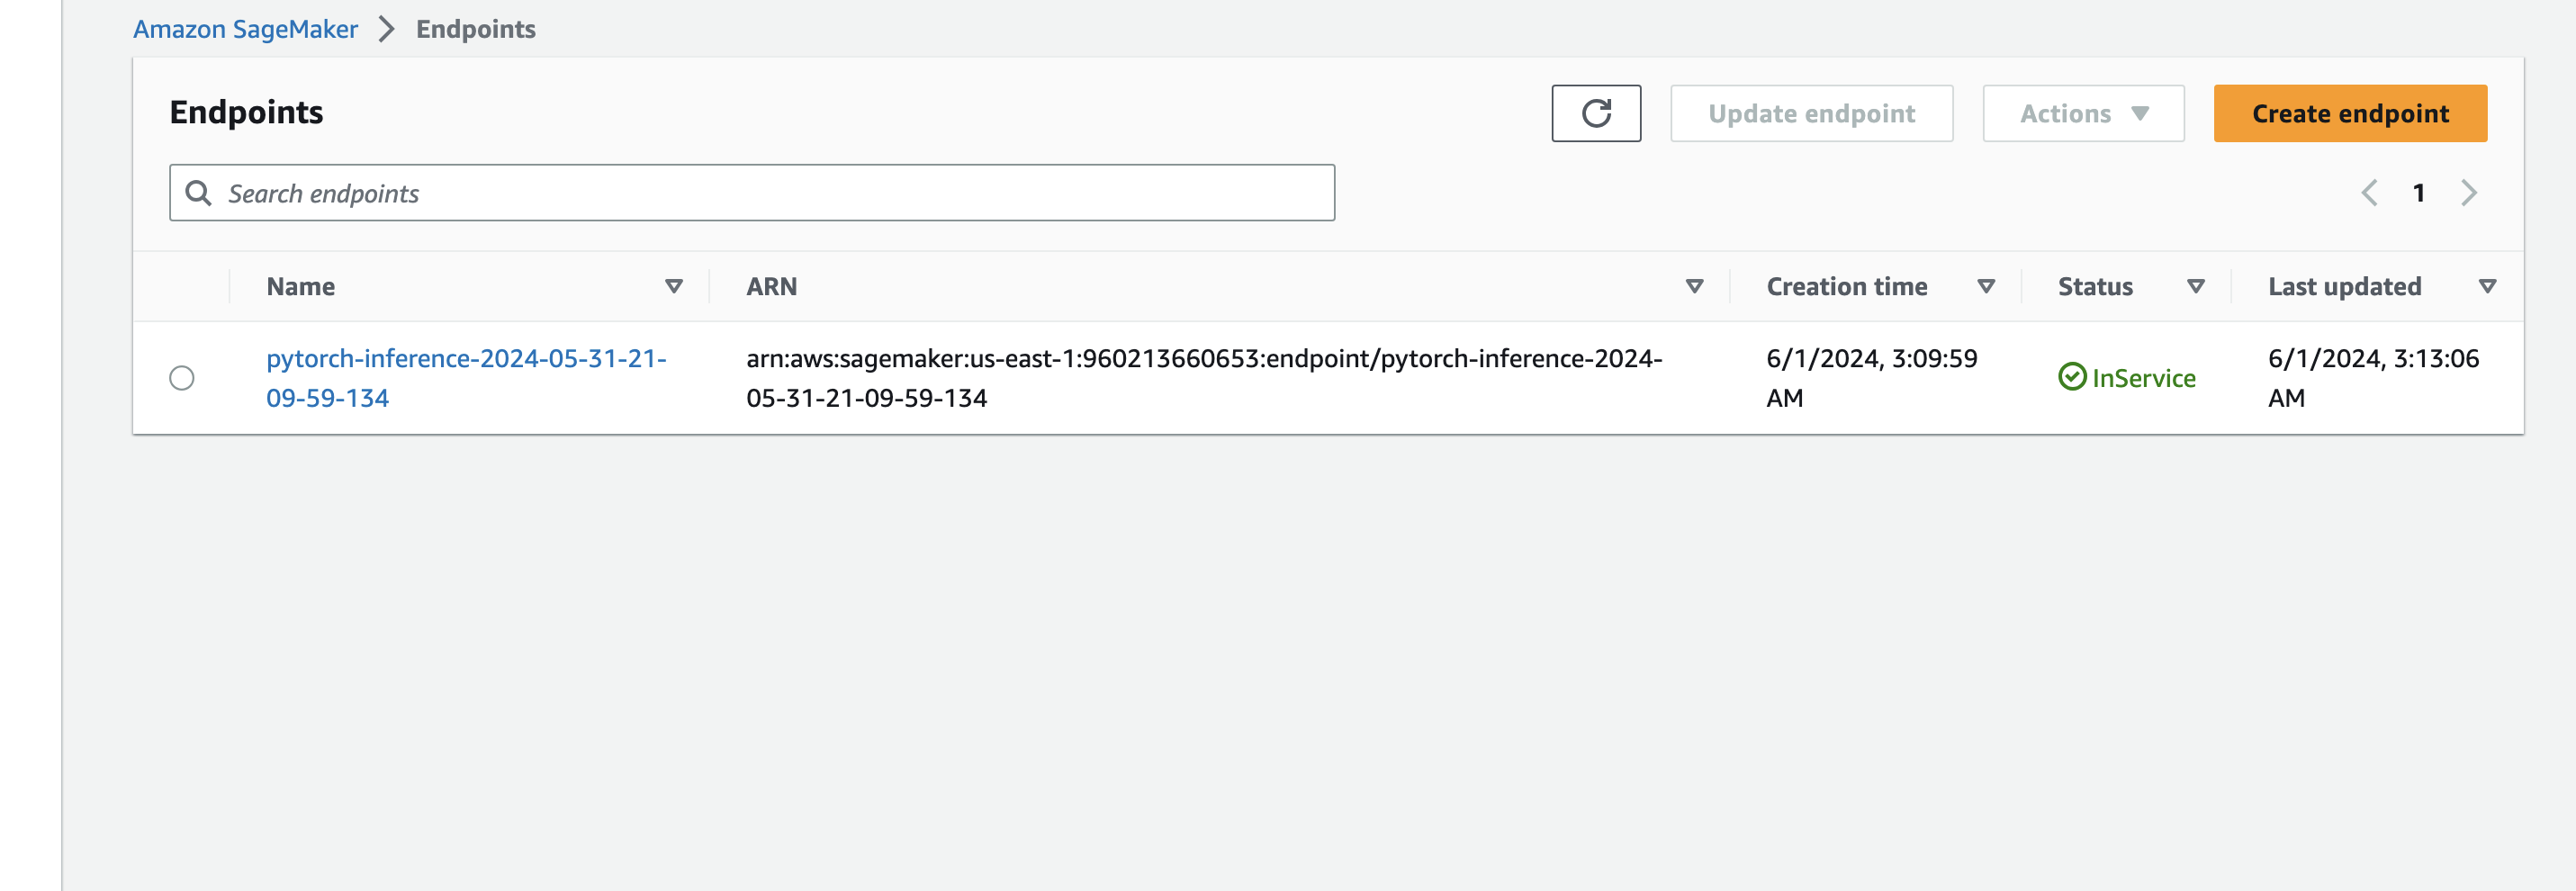 Amazon SageMaker > Endpoints
Endpoints
Update endpoint
Actions
Create endpoint
Search endpoints
1
Name
ARN
Creation time
Status
Last updated
pytorch-inference-2024-05-31-21-
09-59-134
arn:aws:sagemaker:us-east-1:960213660653:endpoint/pytorch-inference-2024-
05-31-21-09-59-134
6/1/2024, 3:09:59
AM
InService
6/1/2024, 3:13:06
AM